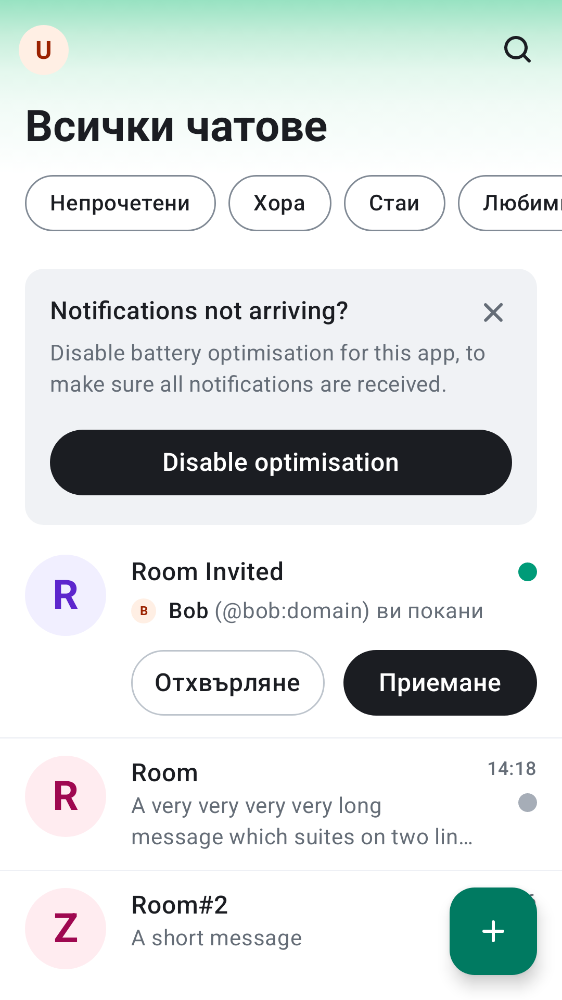 U
Всички чатове
Непрочетени
Хора
Стаи
Notifications not arriving?
Disable battery optimisation for this app, to
make sure all notifications are received.
Disable optimisation
R
Room Invited
B Bob (@bob:domain) ви покани
Отхвърляне
Приемане
R
Room
14:18
A very very very very long
message which suites on two lin…
Z
Room#2
A short message